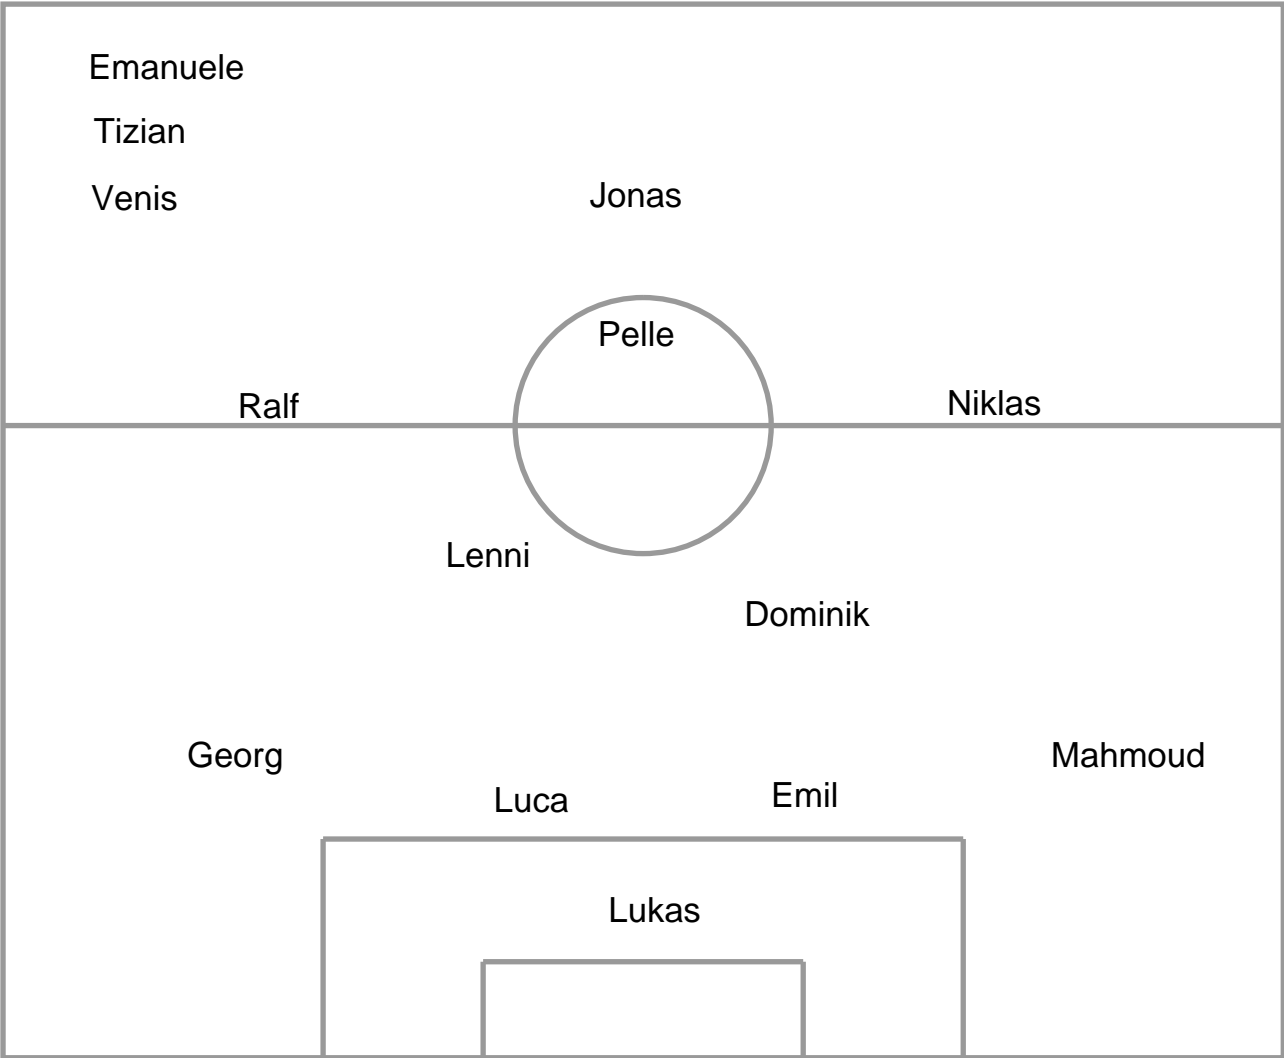 Emanuele
Tizian
Venis
Jonas
Pelle
Ralf
Niklas
Lenni
Dominik
Georg
Mahmoud
Luca
Emil
Lukas